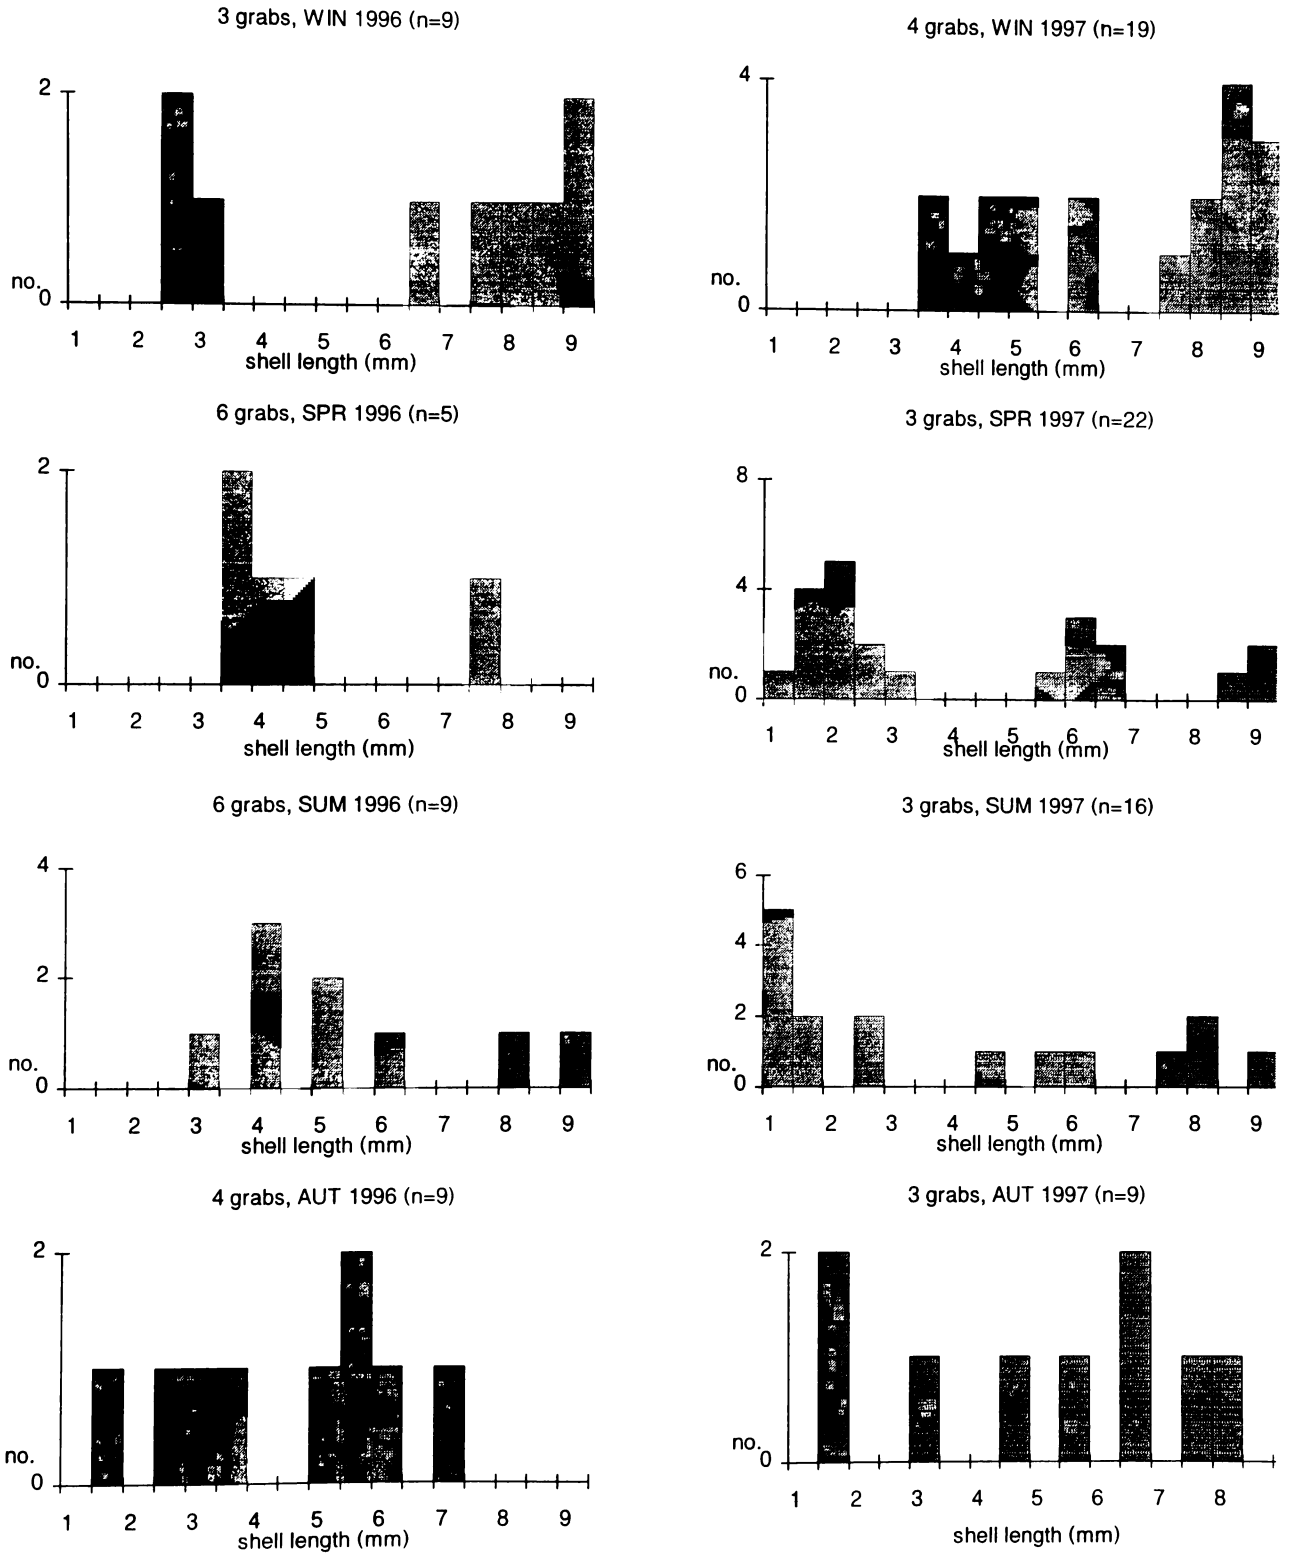 3 grabs, WIN 1996 (n=9)
2
no.
0
1 2 3 4 5 6 7 8 9
shell length (mm)
4 grabs, WIN 1997 (n=19)
4
no.
0
1 2 3 4 5 6 7 8 9
shell length (mm)
6 grabs, SPR 1996 (n=5)
2
no.
0
1 2 3 4 5 6 7 8 9
shell length (mm)
3 grabs, SPR 1997 (n=22)
8
4
no.
0
1 2 3 4 5 6 7 8 9
shell length (mm)
6 grabs, SUM 1996 (n=9)
4
2
no.
0
1 2 3 4 5 6 7 8 9
shell length (mm)
3 grabs, SUM 1997 (n=16)
6
4
2
no.
0
1 2 3 4 5 6 7 8 9
shell length (mm)
4 grabs, AUT 1996 (n=9)
2
no.
0
1 2 3 4 5 6 7 8 9
shell length (mm)
3 grabs, AUT 1997 (n=9)
2
no.
0
1 2 3 4 5 6 7 8
shell length (mm)